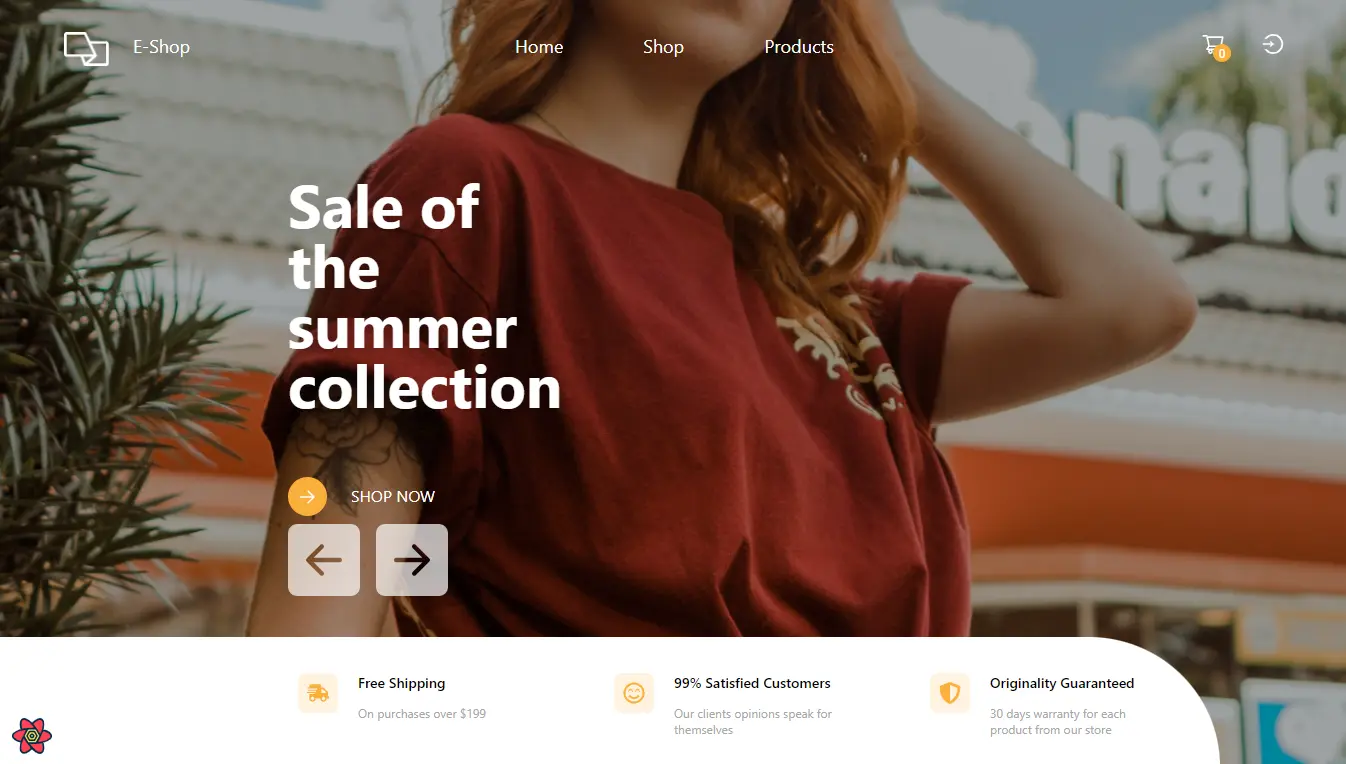 E-Shop
Home
Shop
Products
0
Sale of
the
summer
collection
SHOP NOW
Free Shipping
On purchases over $199
99% Satisfied Customers
Our clients opinions speak for
themselves
Originality Guaranteed
30 days warranty for each
product from our store